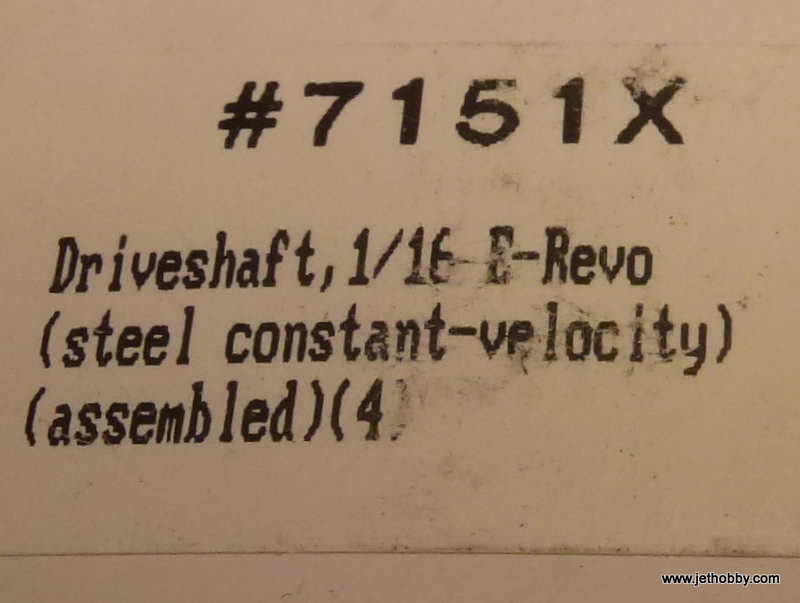 #7151X
Driveshaft,1/16 E-Revo
(steel constant-velocity)
(assembled)(4)
www.jethobby.com